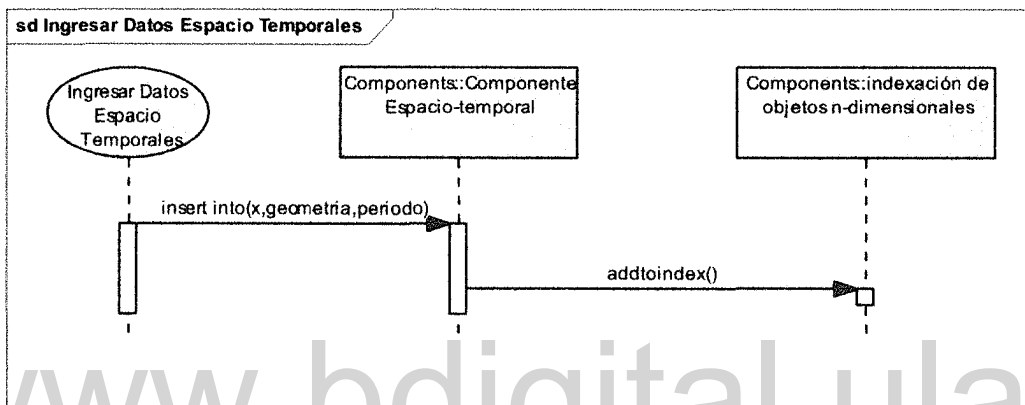 sd Ingresar Datos Espacio Temporales
Ingresar Datos
Espacio
Temporales
Components::Componente
Espacio-temporal
Components::indexación de
objetos n-dimensionales
insert into(x,geometria,periodo)
addtoindex()
www.bdigital.ula